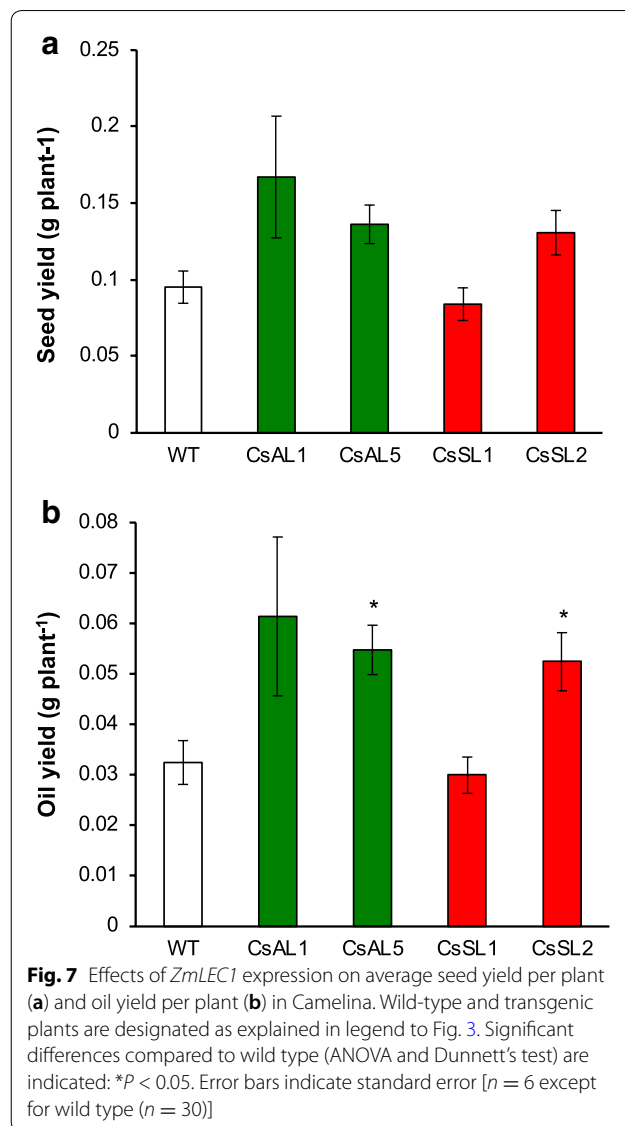 a
0.25
0.2
0.15
0.1
0.05
0
Seed yield (g plant-1)
WT CsAL1 CsAL5 CsSL1 CsSL2
b
0.08
0.07
0.06
0.05
0.04
0.03
0.02
0.01
0
Oil yield (g plant⁻¹)
* *
WT CsAL1 CsAL5 CsSL1 CsSL2
Fig. 7 Effects of ZmLEC1 expression on average seed yield per plant
(a) and oil yield per plant (b) in Camelina. Wild-type and transgenic
plants are designated as explained in legend to Fig. 3. Significant
differences compared to wild type (ANOVA and Dunnett's test) are
indicated: *P < 0.05. Error bars indicate standard error [n = 6 except
for wild type (n = 30)]